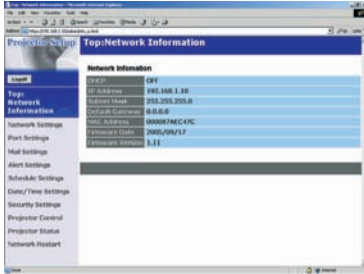 Projector Setup
Top:Network Information
Logoff
Top:
Network
Information
Network Settings
Port Settings
Mail Settings
Alert Settings
Schedule Settings
Date/Time Settings
Security Settings
Projector Control
Projector Status
Network Restart
Network Infomation
DHCP OFF
IP Address 192.168.1.10
Subnet Mask 255.255.255.0
Default Gateway 0.0.0.0
MAC Address 000087AEC47C
Firmware Date 2005/09/17
Firmware Version 1.11